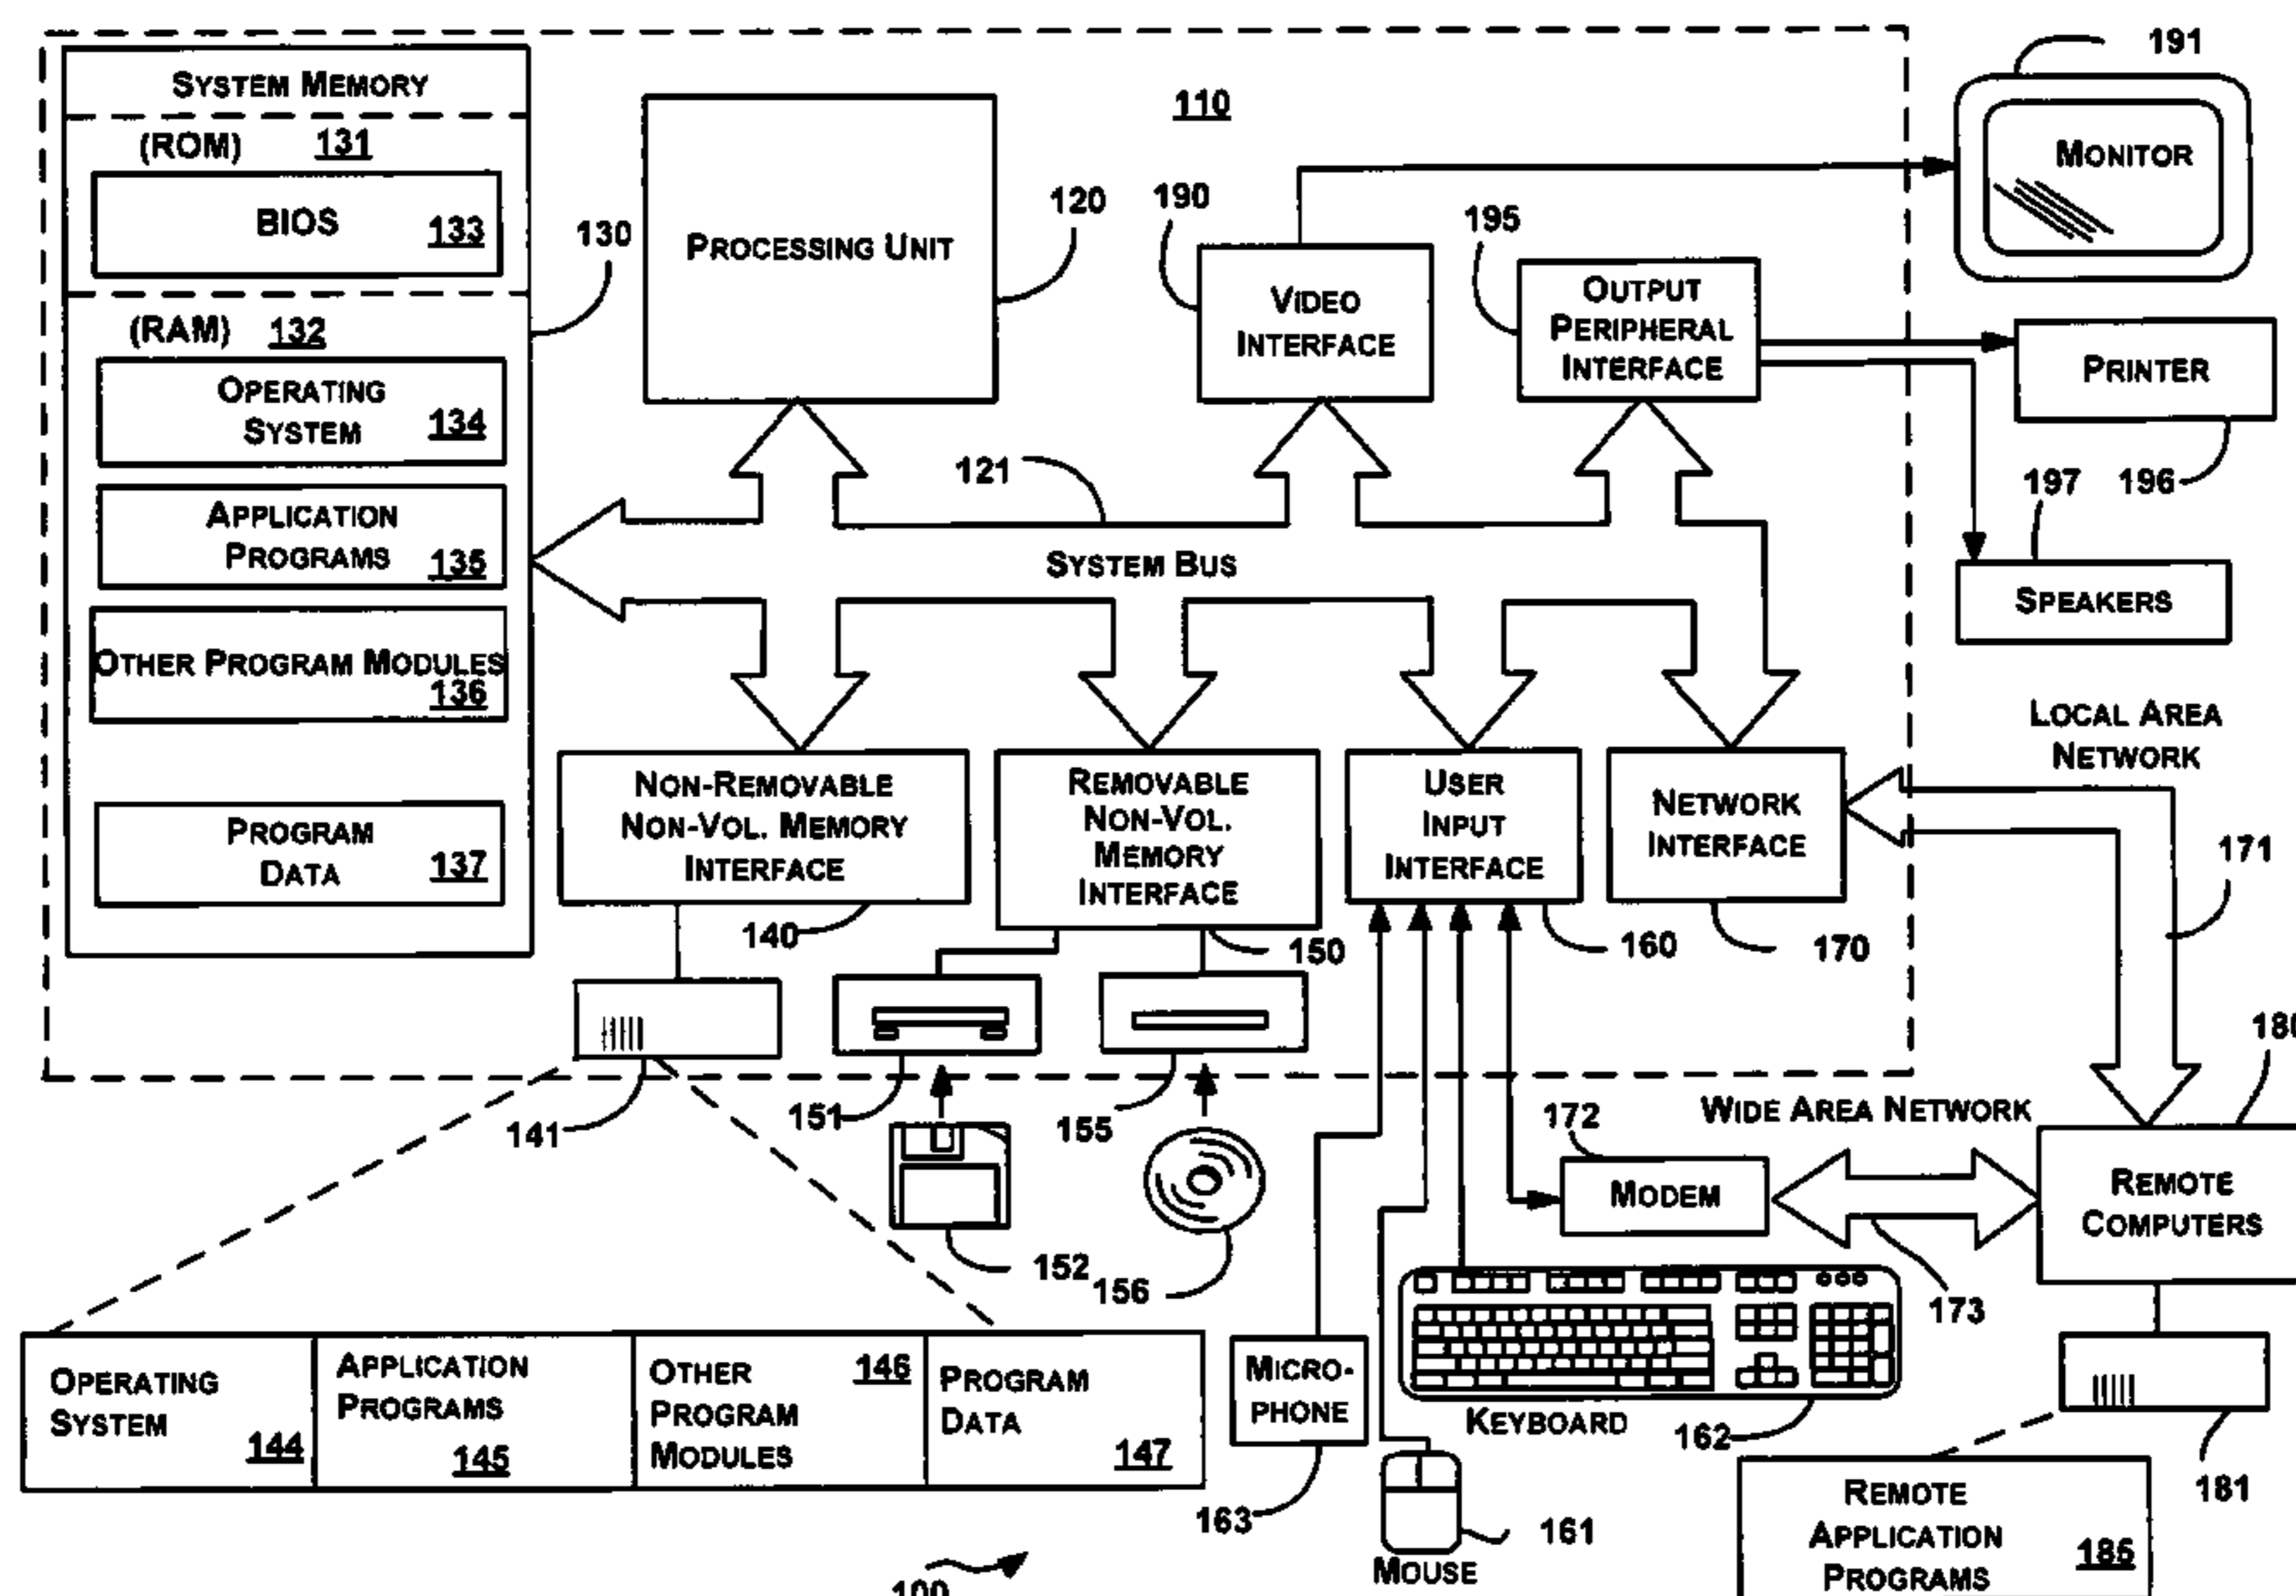 191
SYSTEM MEMORY
110
(ROM) 131
MONITOR
BIOS 133
120
190
195
130
PROCESSING UNIT
VIDEO
INTERFACE
OUTPUT
PERIPHERAL
INTERFACE
(RAM) 132
PRINTER
OPERATING
SYSTEM 134
121
197 196
APPLICATION
PROGRAMS 135
SYSTEM BUS
SPEAKERS
OTHER PROGRAM MODULES
136
LOCAL AREA
NETWORK
NON-REMOVABLE
NON-VOL. MEMORY
INTERFACE
REMOVABLE
NON-VOL.
MEMORY
INTERFACE
USER
INPUT
INTERFACE
NETWORK
INTERFACE
PROGRAM
DATA 137
171
140
150
160
170
141
151
155
172
WIDE AREA NETWORK
MODEM
REMOTE
COMPUTERS
152
156
173
OPERATING
SYSTEM
144
APPLICATION
PROGRAMS
145
OTHER
PROGRAM
MODULES
146
PROGRAM
DATA
147
MICRO-
PHONE
KEYBOARD
162
163
161
MOUSE
181
REMOTE
APPLICATION
PROGRAMS
185